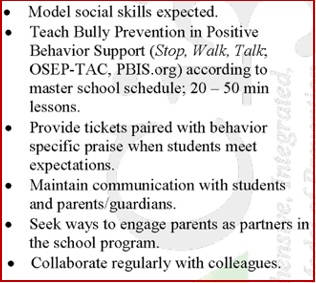 • Model social skills expected.
• Teach Bully Prevention in Positive
Behavior Support (Stop, Walk, Talk;
OSEP-TAC, PBIS.org) according to
master school schedule; 20 – 50 min
lessons.
• Provide tickets paired with behavior
specific praise when students meet
expectations.
• Maintain communication with students
and parents/guardians.
• Seek ways to engage parents as partners in
the school program.
• Collaborate regularly with colleagues.